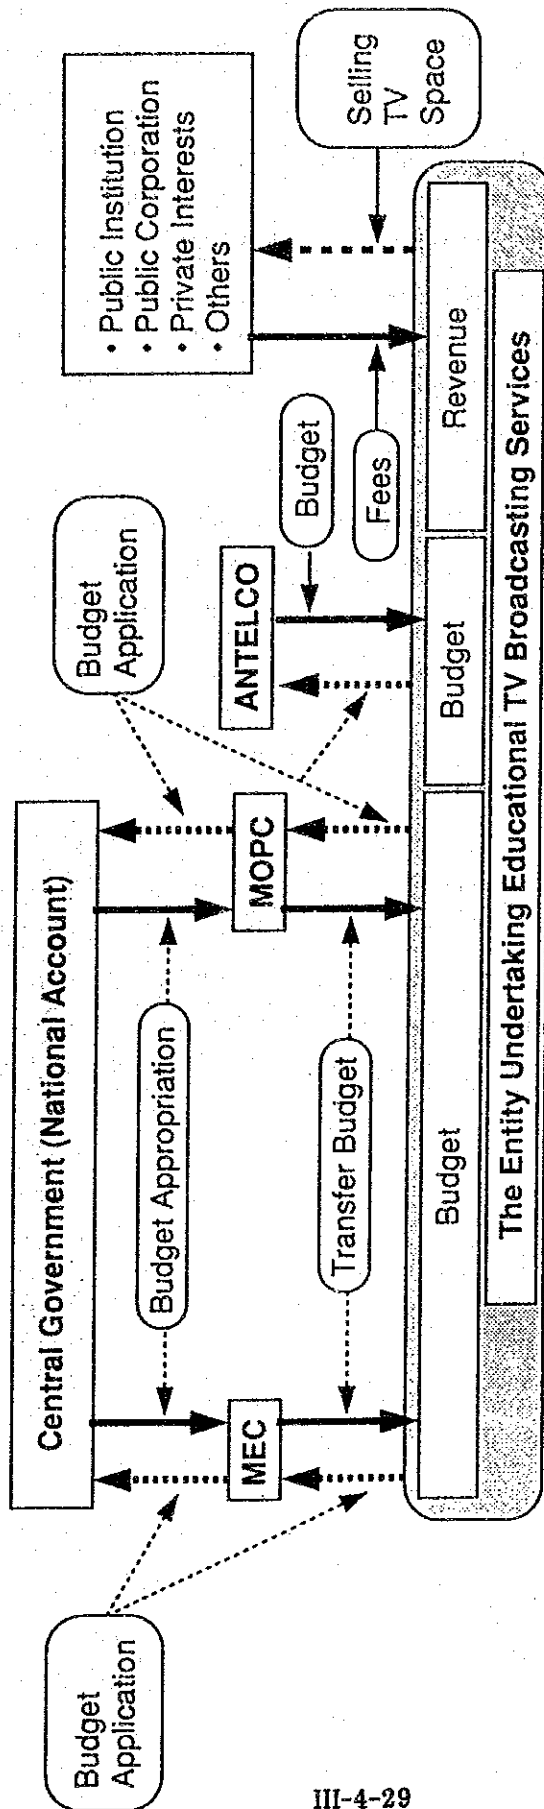 Central Government (National Account)
Budget
Application
Budget Appropriation
MEC
MOPC
Transfer Budget
Budget
Application
ANTELCO
Budget
Fees
• Public Institution
• Public Corporation
• Private Interests
• Others
Selling
TV
Space
Budget
Budget
Revenue
The Entity Undertaking Educational TV Broadcasting Services
III-4-29